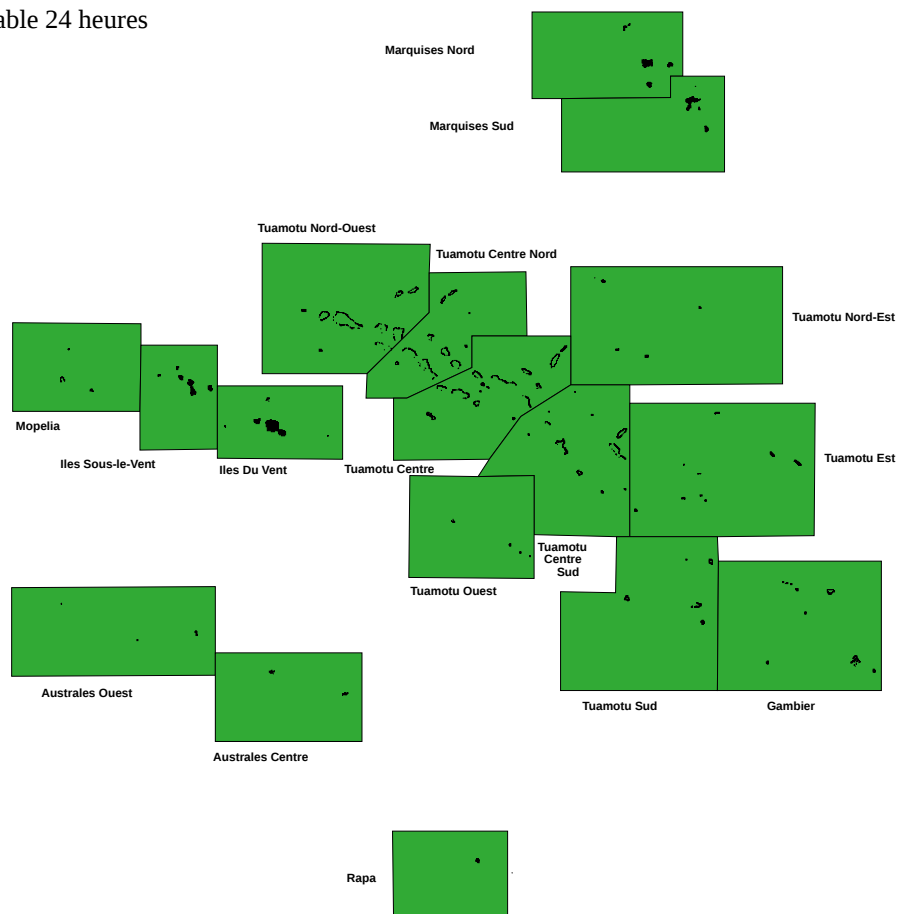 able 24 heures
Marquises Nord
Marquises Sud
Tuamotu Nord-Ouest
Tuamotu Centre Nord
Tuamotu Nord-Est
Mopelia
Iles Sous-le-Vent
Iles Du Vent
Tuamotu Centre
Tuamotu Est
Tuamotu
Centre
Sud
Tuamotu Ouest
Australes Ouest
Tuamotu Sud
Gambier
Australes Centre
Rapa